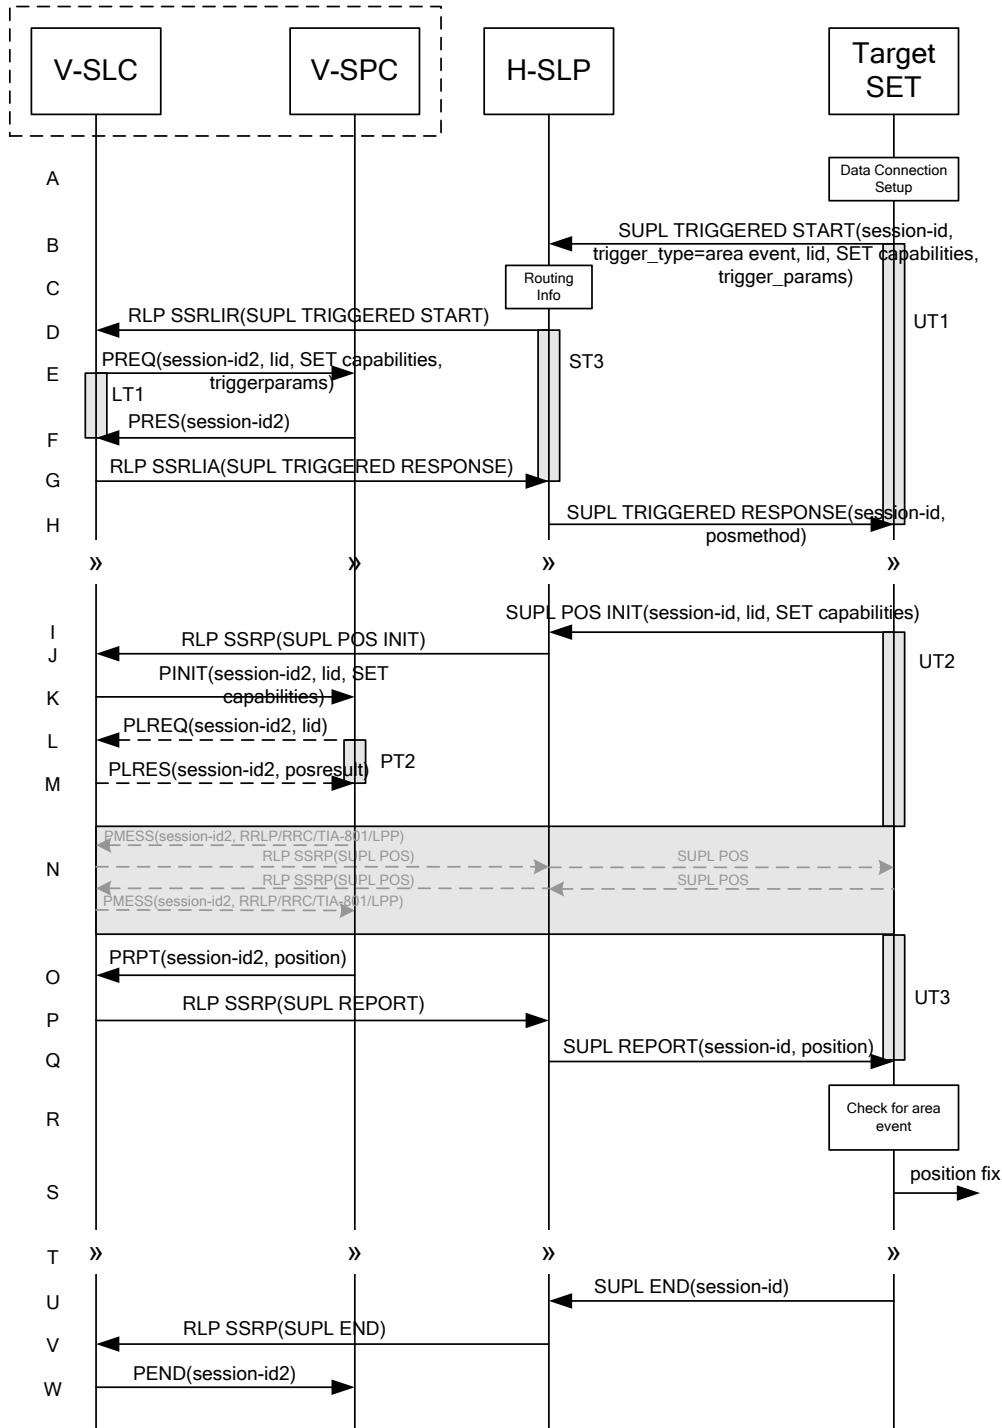 V-SLC
V-SPC
H-SLP
Target
SET
A
Data Connection
Setup
B
SUPL TRIGGERED START(session-id,
trigger_type=area event, lid, SET capabilities,
trigger_params)
C
Routing
Info
UT1
D
RLP SSRLIR(SUPL TRIGGERED START)
E
PREQ(session-id2, lid, SET capabilities,
triggerparams)
ST3
LT1
F
PRES(session-id2)
G
RLP SSRLIA(SUPL TRIGGERED RESPONSE)
H
SUPL TRIGGERED RESPONSE(session-id,
posmethod)
» » » »
I
SUPL POS INIT(session-id, lid, SET capabilities)
J
RLP SSRP(SUPL POS INIT)
UT2
K
PINIT(session-id2, lid, SET
capabilities)
L
PLREQ(session-id2, lid)
PT2
M
PLRES(session-id2, posresult)
N
PMESS(session-id2, RRLP/RRC/TIA-801/LPP)
RLP SSRP(SUPL POS)
SUPL POS
RLP SSRP(SUPL POS)
SUPL POS
PMESS(session-id2, RRLP/RRC/TIA-801/LPP)
O
PRPT(session-id2, position)
UT3
P
RLP SSRP(SUPL REPORT)
Q
SUPL REPORT(session-id, position)
R
Check for area
event
S
position fix
T
» » » »
U
SUPL END(session-id)
V
RLP SSRP(SUPL END)
W
PEND(session-id2)